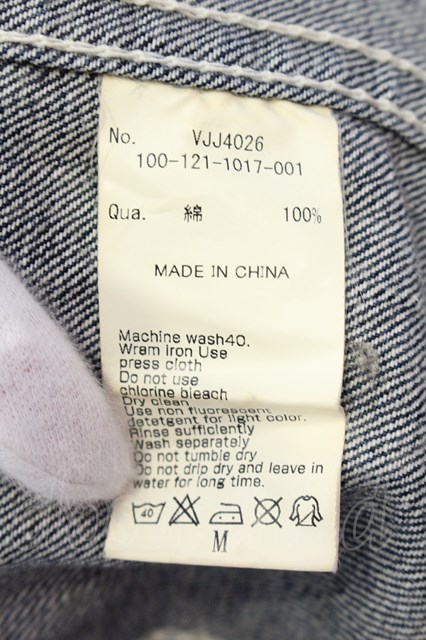 No. VJJ4026
100-121-1017-001
Qua. 綿 100%
MADE IN CHINA
Machine wash40.
Wram iron Use
press cloth
Do not use
chlorine bleach
Dry clean
Use non fluorescent
detetgent for light color.
Rinse sufficiently
Wash separately
Do not tumble dry
Do not drip dry and leave in
water for long time.
40
M